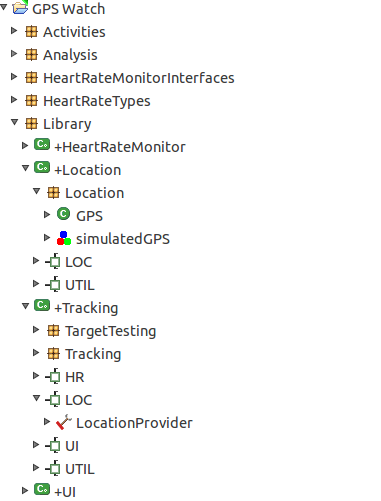 GPS Watch
Activities
Analysis
HeartRateMonitorInterfaces
HeartRateTypes
Library
+HeartRateMonitor
+Location
Location
GPS
simulatedGPS
LOC
UTIL
+Tracking
TargetTesting
Tracking
HR
LOC
LocationProvider
UI
UTIL
+UI